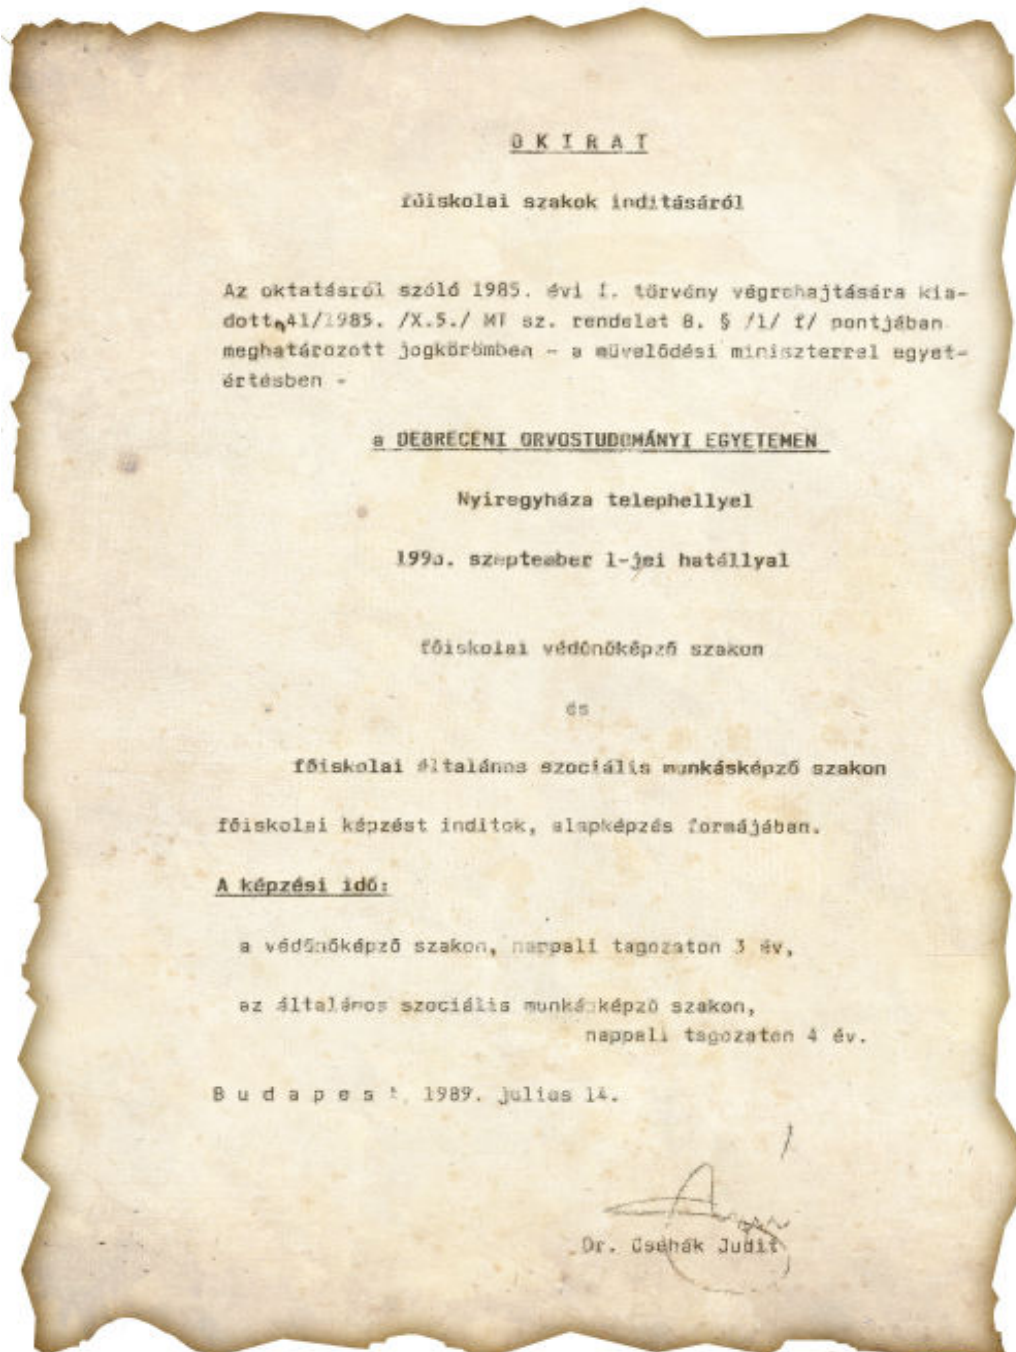 O K I R A T
főiskolai szakok inditásáról
Az oktatásról szóló 1985. évi I. törvény végrehajtására kia-
dott 41/1985. /X.5./ MT sz. rendelet 8. § /1/ f/ pontjában
meghatározott jogkörömben - a művelődési miniszterrel egyet-
értésben -
a DEBRECENI ORVOSTUDOMÁNYI EGYETEMEN
Nyiregyháza telephellyel
1990. szeptember 1-jei hatállyal
főiskolai védőnőképző szakon
és
főiskolai általános szociális munkásképző szakon
főiskolai képzést inditok, alapképzés formájában.
A képzési idő:
a védőnőképző szakon, nappali tagozaton 3 év,
az általános szociális munkásképző szakon,
nappali tagozaton 4 év.
B u d a p e s t, 1989. julius 14.
Dr. Csehák Judit